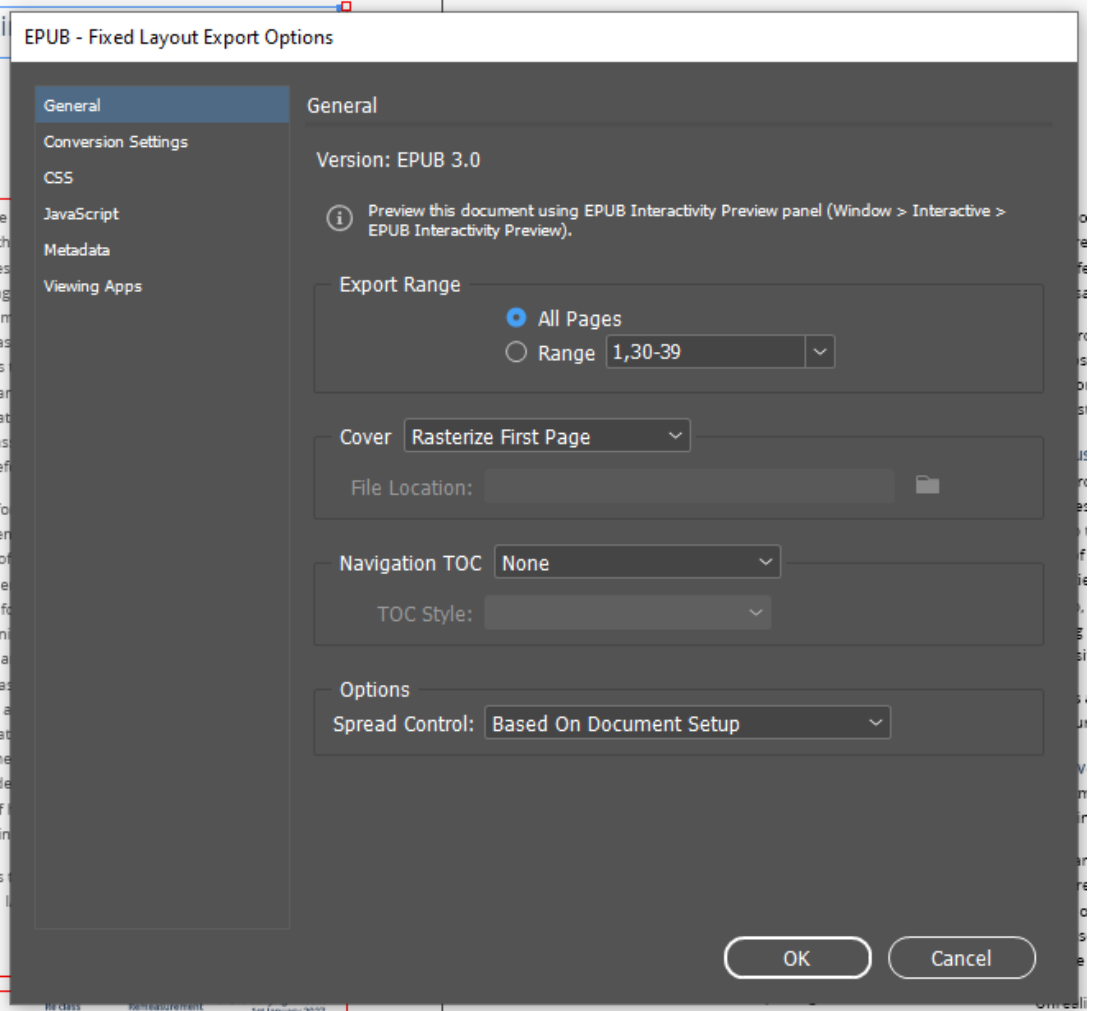 EPUB - Fixed Layout Export Options
General
Conversion Settings
CSS
JavaScript
Metadata
Viewing Apps
General
Version: EPUB 3.0
Preview this document using EPUB Interactivity Preview panel (Window > Interactive >
EPUB Interactivity Preview).
Export Range
All Pages
Range 1,30-39
Cover Rasterize First Page
File Location:
Navigation TOC None
TOC Style:
Options
Spread Control: Based On Document Setup
OK Cancel
Remeasurement